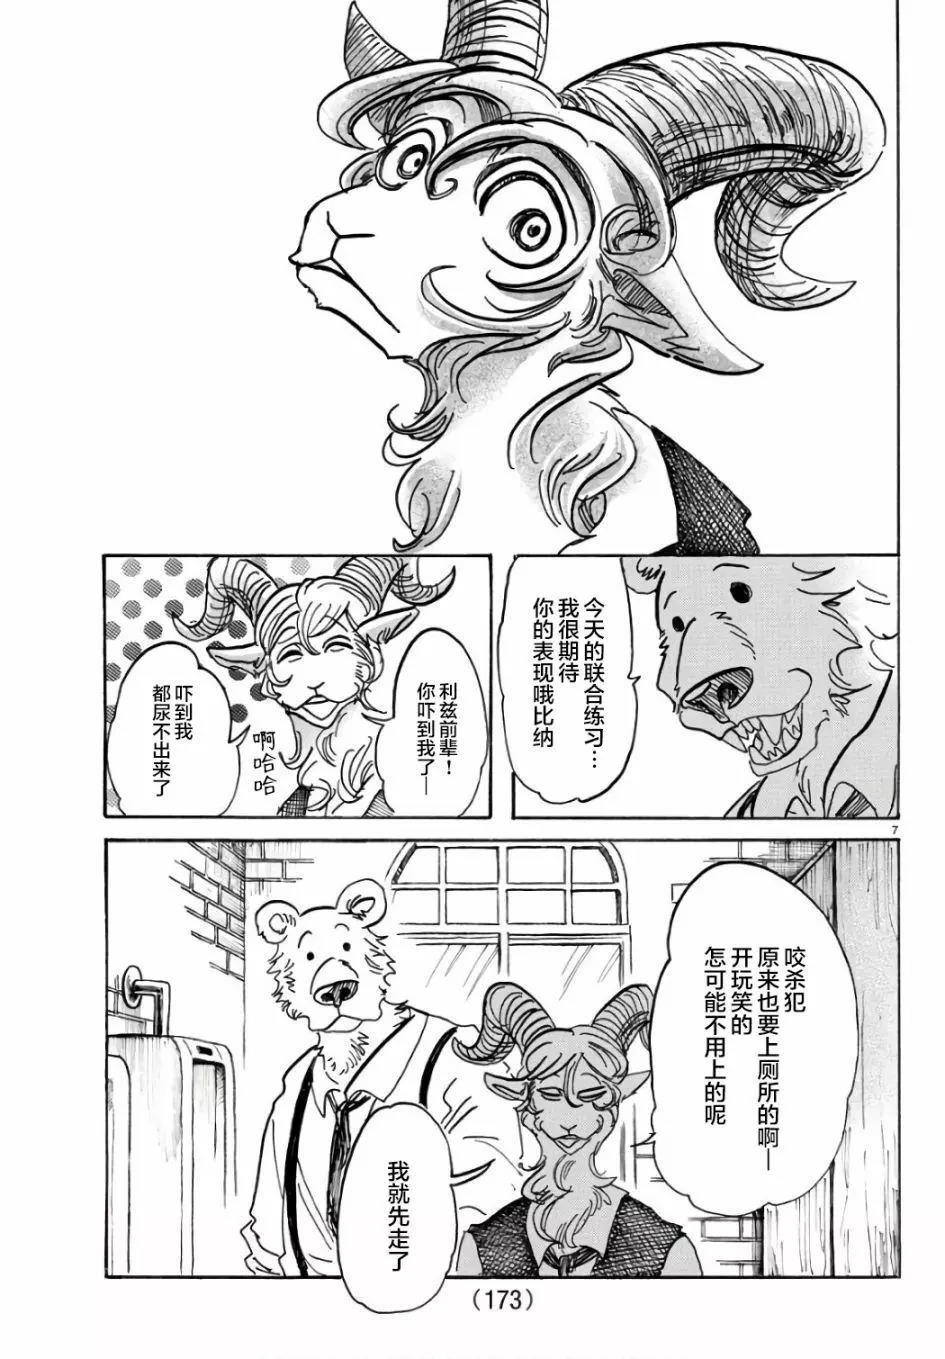 今天的联合练习…
我很期待
你的表现哦比纳
利兹前辈！
你吓到我了—
啊哈哈
吓到我
都尿不出来了
7
咬杀犯
原来也要上厕所的啊—
开玩笑的
怎可能不用上的呢
我就先走了
(173)